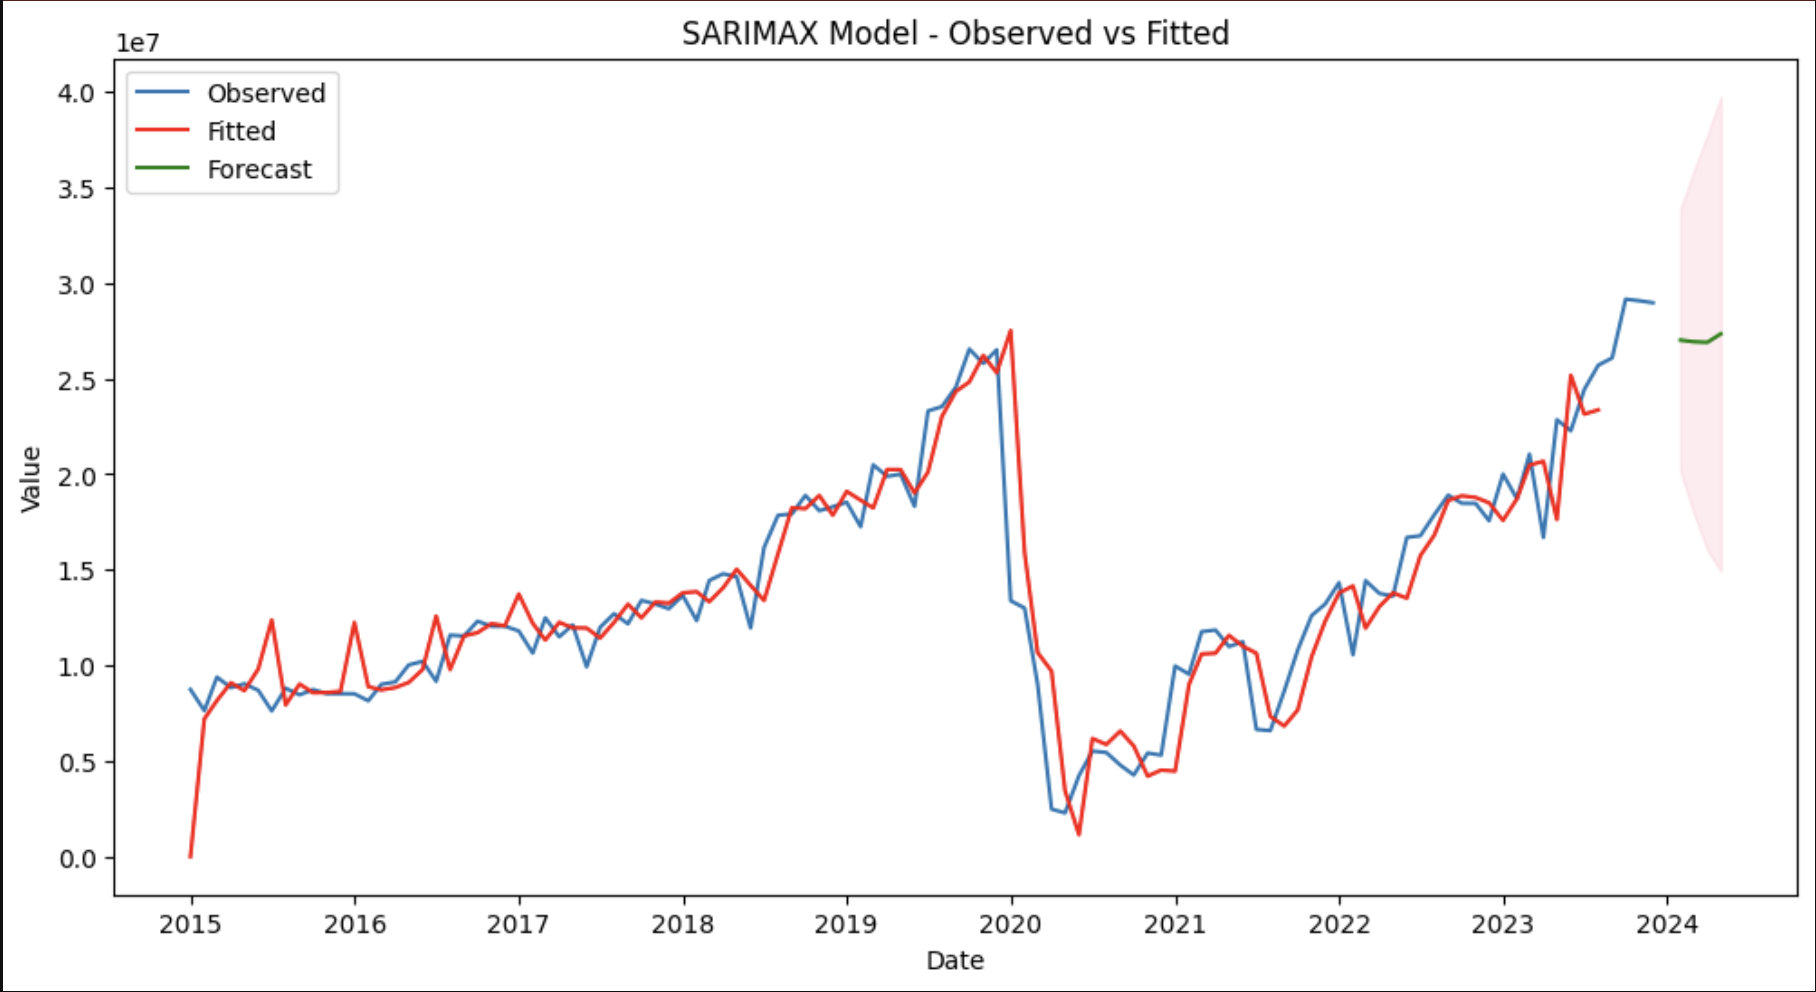 SARIMAX Model - Observed vs Fitted
1e7
Observed
Fitted
Forecast
4.0
3.5
3.0
2.5
2.0
1.5
1.0
0.5
0.0
Value
2015 2016 2017 2018 2019 2020 2021 2022 2023 2024
Date